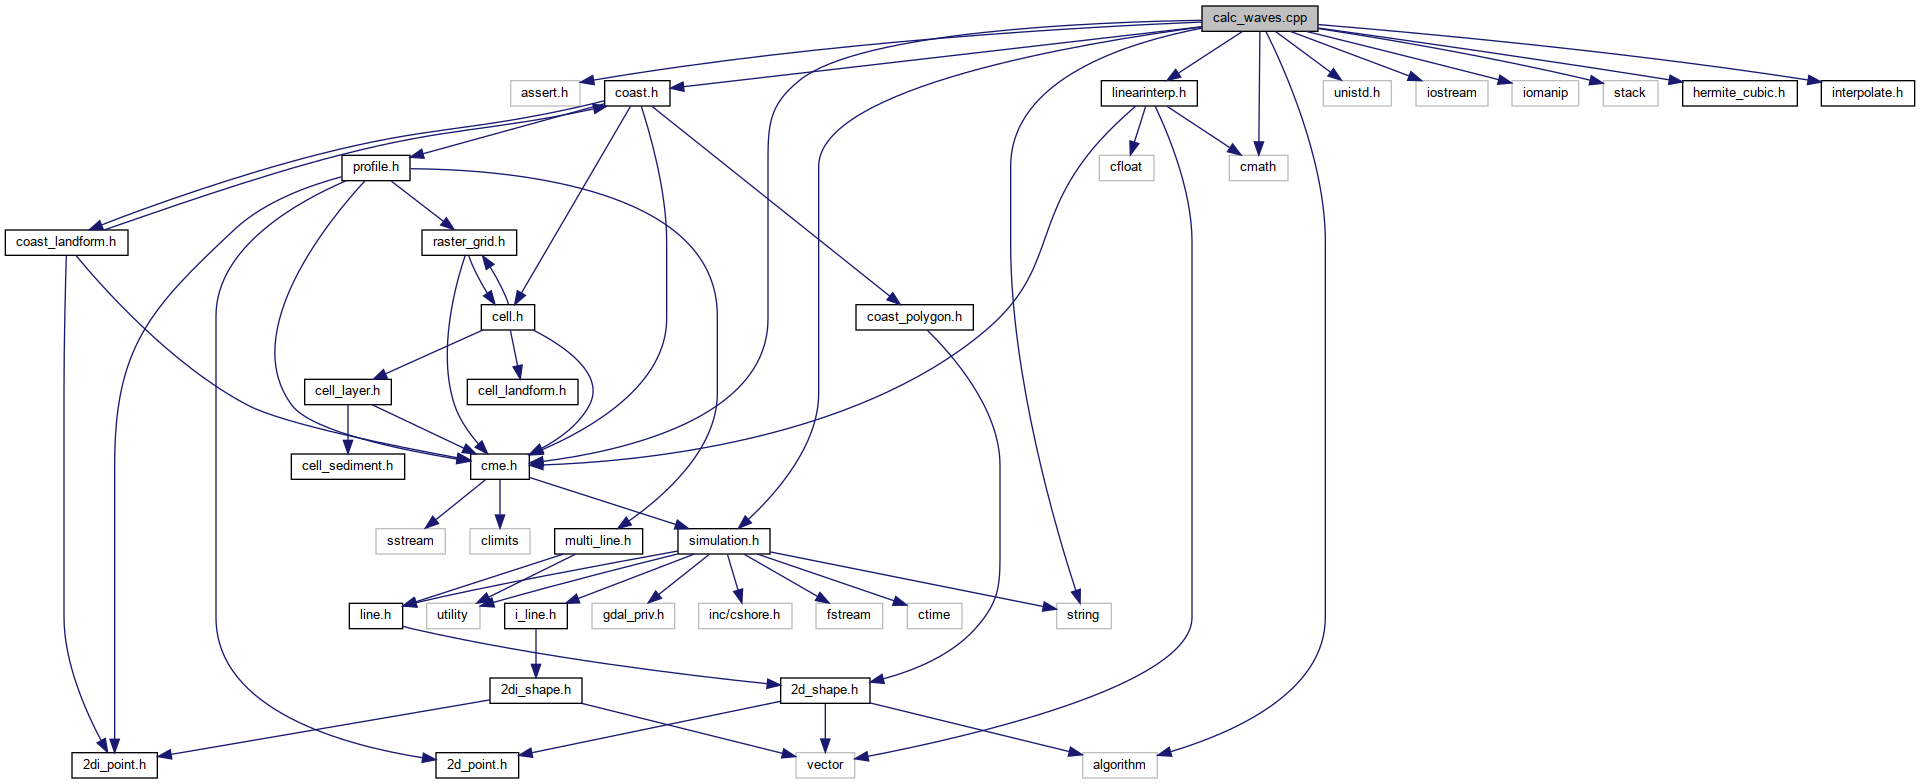 calc_waves.cpp
assert.h
coast.h
linearinterp.h
unistd.h
iostream
iomanip
stack
hermite_cubic.h
interpolate.h
profile.h
cfloat
cmath
coast_landform.h
raster_grid.h
cell.h
coast_polygon.h
cell_layer.h
cell_landform.h
cell_sediment.h
cme.h
sstream
climits
multi_line.h
simulation.h
line.h
utility
i_line.h
gdal_priv.h
inc/cshore.h
fstream
ctime
string
2di_shape.h
2d_shape.h
2di_point.h
2d_point.h
vector
algorithm